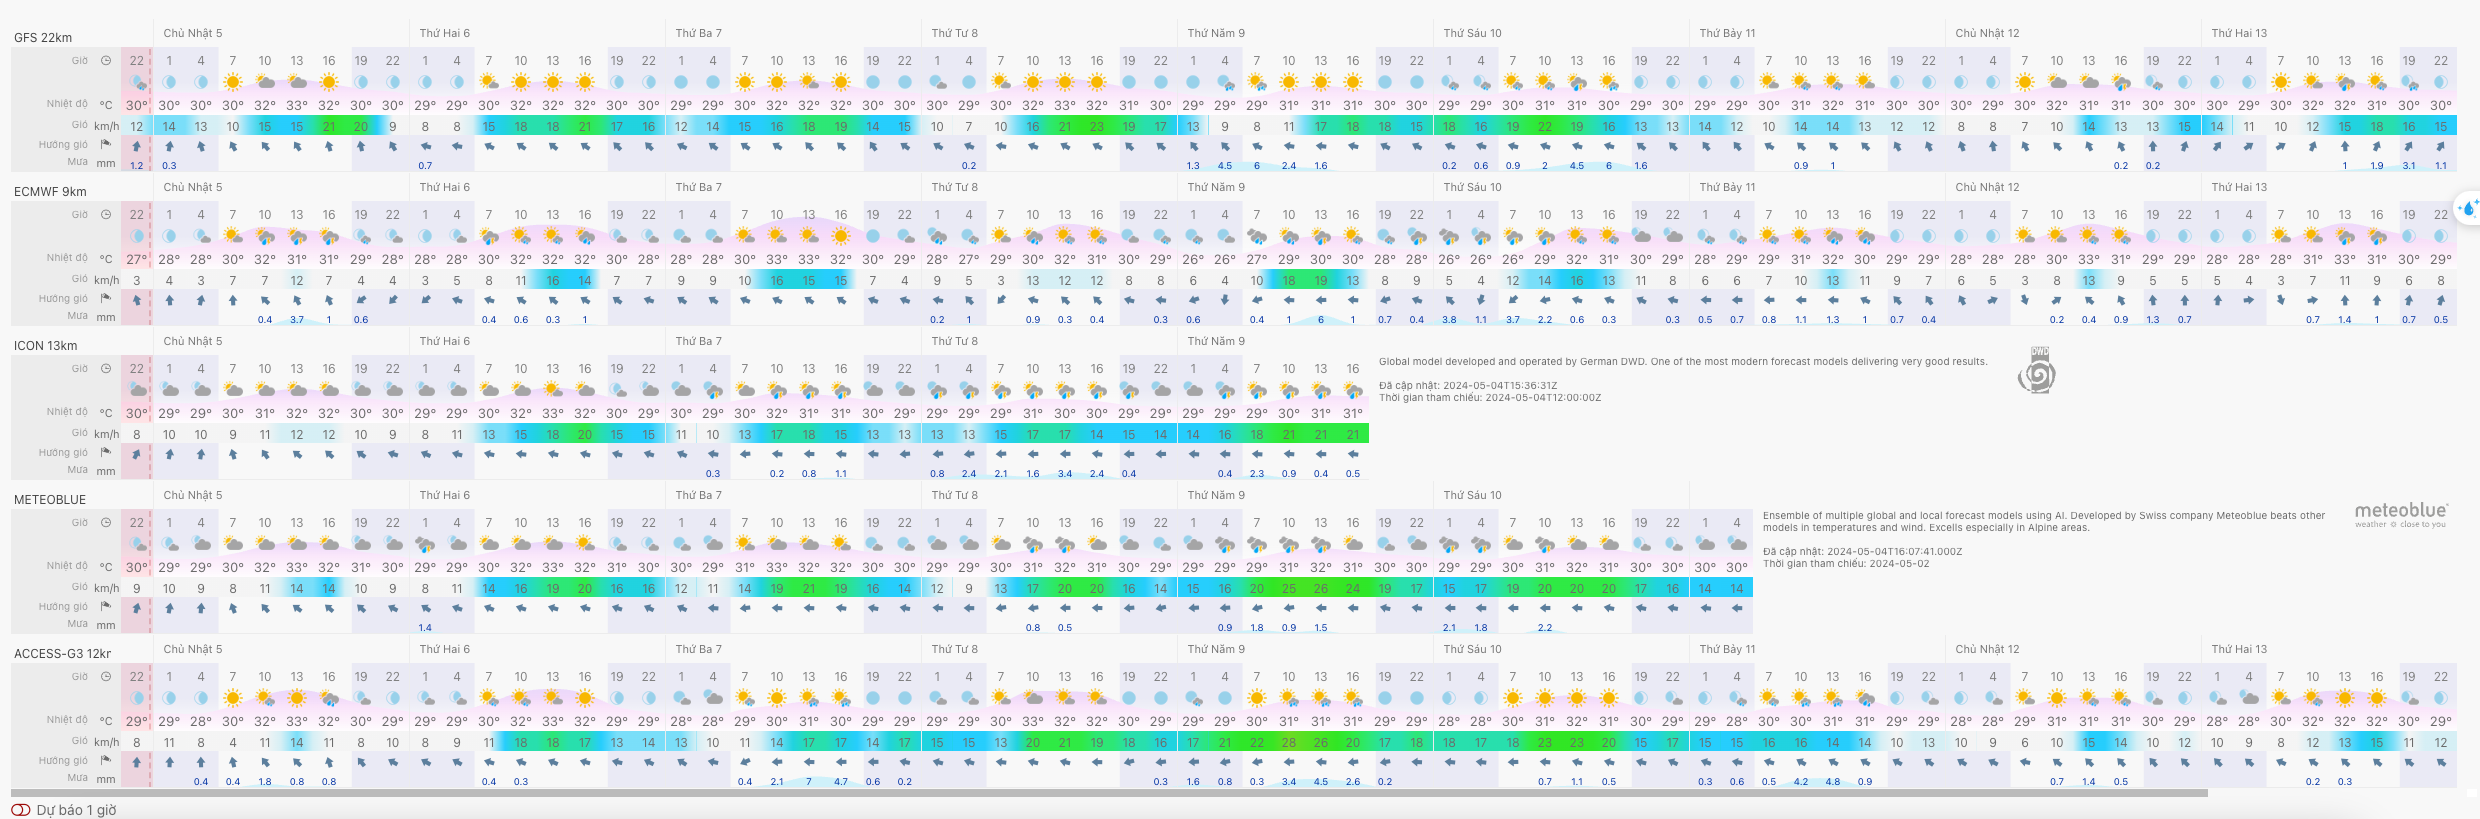 GFS 22km
Chủ Nhật 5 Thứ Hai 6 Thứ Ba 7 Thứ Tư 8 Thứ Năm 9 Thứ Sáu 10 Thứ Bảy 11 Chủ Nhật 12 Thứ Hai 13
Giờ 22 1 4 7 10 13 16 19 22 1 4 7 10 13 16 19 22 1 4 7 10 13 16 19 22 1 4 7 10 13 16 19 22 1 4 7 10 13 16 19 22 1 4 7 10 13 16 19 22 1 4 7 10 13 16 19 22 1 4 7 10 13 16 19 22 1 4 7 10 13 16 19 22
Nhiệt độ °C 30° 30° 30° 30° 32° 33° 32° 30° 30° 29° 29° 30° 32° 32° 32° 30° 30° 29° 29° 30° 32° 33° 32° 30° 30° 30° 29° 30° 32° 33° 32° 31° 30° 29° 29° 29° 31° 31° 31° 30° 30° 30° 30° 30° 31° 31° 30° 29° 30° 29° 29° 30° 31° 32° 31° 30° 30° 29° 29° 30° 32° 32° 31° 30° 30° 30° 29° 30° 32° 32° 32° 30° 30°
Gió km/h 12 14 13 10 15 15 21 20 9 8 8 15 18 18 21 17 16 12 14 15 16 18 19 14 15 10 7 10 16 21 23 19 17 13 9 8 11 17 18 18 15 18 16 19 22 19 16 13 13 14 12 10 14 14 13 12 12 8 8 7 10 14 13 13 15 14 11 10 12 15 18 16 15
Hướng gió
Mưa mm 1.2 0.3 0.7 0.2 1.3 4.5 6 2.4 1.6 0.2 0.6 0.9 2 4.5 6 1.6 0.9 1 0.2 0.2 1 1.9 3.1 1.1
ECMWF 9km
Chủ Nhật 5 Thứ Hai 6 Thứ Ba 7 Thứ Tư 8 Thứ Năm 9 Thứ Sáu 10 Thứ Bảy 11 Chủ Nhật 12 Thứ Hai 13
Giờ 22 1 4 7 10 13 16 19 22 1 4 7 10 13 16 19 22 1 4 7 10 13 16 19 22 1 4 7 10 13 16 19 22 1 4 7 10 13 16 19 22 1 4 7 10 13 16 19 22 1 4 7 10 13 16 19 22 1 4 7 10 13 16 19 22 1 4 7 10 13 16 19 22
Nhiệt độ °C 27° 28° 28° 30° 32° 31° 31° 29° 28° 28° 28° 30° 32° 33° 32° 30° 29° 29° 28° 30° 33° 33° 32° 30° 29° 28° 27° 29° 30° 32° 31° 29° 29° 26° 26° 27° 29° 30° 30° 28° 28° 26° 26° 26° 29° 32° 31° 30° 29° 28° 28° 30° 31° 32° 31° 29° 29° 28° 28° 30° 32° 33° 31° 29° 29° 28° 28° 30° 31° 33° 31° 30° 29°
Gió km/h 3 4 3 7 7 12 7 4 4 3 5 8 11 16 14 7 7 9 9 10 16 15 15 7 4 9 5 3 13 12 12 8 8 6 4 10 18 19 13 8 9 5 4 12 14 16 13 11 8 6 6 7 10 13 11 9 7 6 5 3 8 13 9 5 5 5 4 3 7 11 9 6 8
Hướng gió
Mưa mm 0.4 3.7 1 0.6 0.4 0.6 0.3 1 0.2 1 0.9 0.3 0.4 0.3 0.6 0.4 1 6 1 0.7 0.4 3.8 1.1 3.7 2.2 0.6 0.3 0.3 0.5 0.7 0.8 1.1 1.3 1 0.7 0.4 0.2 0.4 0.9 1.3 0.7 0.7 1.4 1 0.7 0.5
ICON 13km
Chủ Nhật 5 Thứ Hai 6 Thứ Ba 7 Thứ Tư 8 Thứ Năm 9
Giờ 22 1 4 7 10 13 16 19 22 1 4 7 10 13 16 19 22 1 4 7 10 13 16 19 22 1 4 7 10 13 16 19 22 1 4 7 10 13 16
Nhiệt độ °C 30° 29° 29° 30° 31° 32° 32° 30° 30° 29° 29° 30° 32° 33° 32° 30° 30° 29° 29° 30° 32° 31° 31° 30° 30° 29° 29° 29° 31° 30° 30° 29° 29° 29° 29° 29° 30° 31° 31°
Gió km/h 8 10 10 9 11 12 12 10 9 8 11 13 15 18 20 15 15 11 10 13 17 18 15 13 13 13 13 15 17 17 14 15 14 14 16 18 21 21 21
Hướng gió
Mưa mm 0.3 0.2 0.8 1.1 0.8 2.4 2.1 1.6 3.4 2.4 0.4 0.4 2.3 0.9 0.4 0.5
Global model developed and operated by German DWD. One of the most modern forecast models delivering very good results.
Đã cập nhật: 2024-05-04T15:36:31Z
Thời gian tham chiếu: 2024-05-04T12:00:00Z
DWD
METEOBLUE
Chủ Nhật 5 Thứ Hai 6 Thứ Ba 7 Thứ Tư 8 Thứ Năm 9 Thứ Sáu 10
Giờ 22 1 4 7 10 13 16 19 22 1 4 7 10 13 16 19 22 1 4 7 10 13 16 19 22 1 4 7 10 13 16 19 22 1 4 7 10 13 16 19 22 1 4 7 10 13 16 19 22 1 4
Nhiệt độ °C 30° 29° 29° 30° 32° 33° 32° 31° 30° 30° 29° 30° 32° 33° 32° 31° 30° 30° 29° 31° 33° 33° 32° 30° 30° 29° 29° 30° 32° 31° 31° 30° 30° 29° 29° 29° 31° 32° 31° 30° 30° 29° 29° 30° 31° 32° 31° 30° 30° 30° 30°
Gió km/h 9 10 9 8 11 14 14 10 9 8 11 14 16 19 20 16 16 12 11 14 19 21 19 16 14 12 9 13 17 20 20 16 14 15 16 20 25 26 24 19 17 15 17 19 20 20 20 17 16 14 14
Hướng gió
Mưa mm 1.4 0.8 0.5 0.9 1.8 0.9 1.5 2.1 1.8 2.2
Ensemble of multiple global and local forecast models using AI. Developed by Swiss company Meteoblue beats other
models in temperatures and wind. Excells especially in Alpine areas.
Đã cập nhật: 2024-05-04T16:07:41.000Z
Thời gian tham chiếu: 2024-05-02
meteoblue
weather close to you
ACCESS-G3 12kr
Chủ Nhật 5 Thứ Hai 6 Thứ Ba 7 Thứ Tư 8 Thứ Năm 9 Thứ Sáu 10 Thứ Bảy 11 Chủ Nhật 12 Thứ Hai 13
Giờ 22 1 4 7 10 13 16 19 22 1 4 7 10 13 16 19 22 1 4 7 10 13 16 19 22 1 4 7 10 13 16 19 22 1 4 7 10 13 16 19 22 1 4 7 10 13 16 19 22 1 4 7 10 13 16 19 22 1 4 7 10 13 16 19 22 1 4 7 10 13 16 19 22
Nhiệt độ °C 29° 29° 28° 30° 32° 33° 32° 30° 30° 29° 29° 30° 32° 33° 32° 30° 29° 28° 28° 29° 30° 31° 30° 29° 29° 29° 29° 30° 33° 32° 31° 30° 29° 29° 29° 30° 31° 31° 31° 29° 29° 28° 28° 30° 31° 32° 31° 30° 29° 29° 29° 30° 30° 31° 31° 29° 29° 28° 28° 29° 31° 31° 31° 30° 29° 28° 28° 30° 32° 32° 32° 30° 29°
Gió km/h 8 11 8 4 11 14 11 8 10 8 9 11 18 18 17 13 14 13 10 11 14 17 17 14 17 15 15 13 20 21 19 18 16 17 21 22 28 26 20 17 18 18 17 18 23 23 20 15 17 15 15 16 16 14 14 10 13 10 9 6 10 15 14 10 12 10 9 8 12 13 15 11 12
Hướng gió
Mưa mm 0.4 0.4 1.8 0.8 0.8 0.4 0.3 0.4 2.1 7 4.7 0.6 0.2 0.3 1.6 0.8 0.3 3.4 4.5 2.6 0.2 0.7 1.1 0.5 0.3 0.6 0.5 4.2 4.8 0.9 0.7 1.4 0.5 0.2 0.3
Dự báo 1 giờ